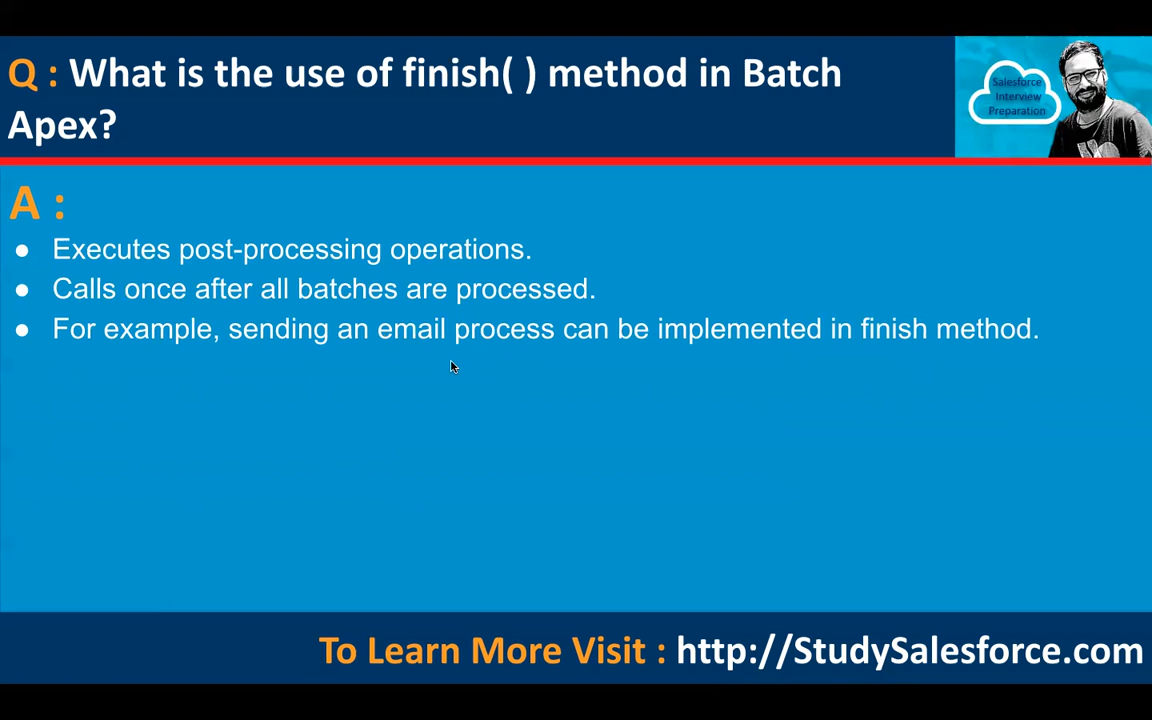 Q : What is the use of finish( ) method in Batch
Apex?
Salesforce
Interview
Preparation
A :
● Executes post-processing operations.
● Calls once after all batches are processed.
● For example, sending an email process can be implemented in finish method.
To Learn More Visit : http://StudySalesforce.com